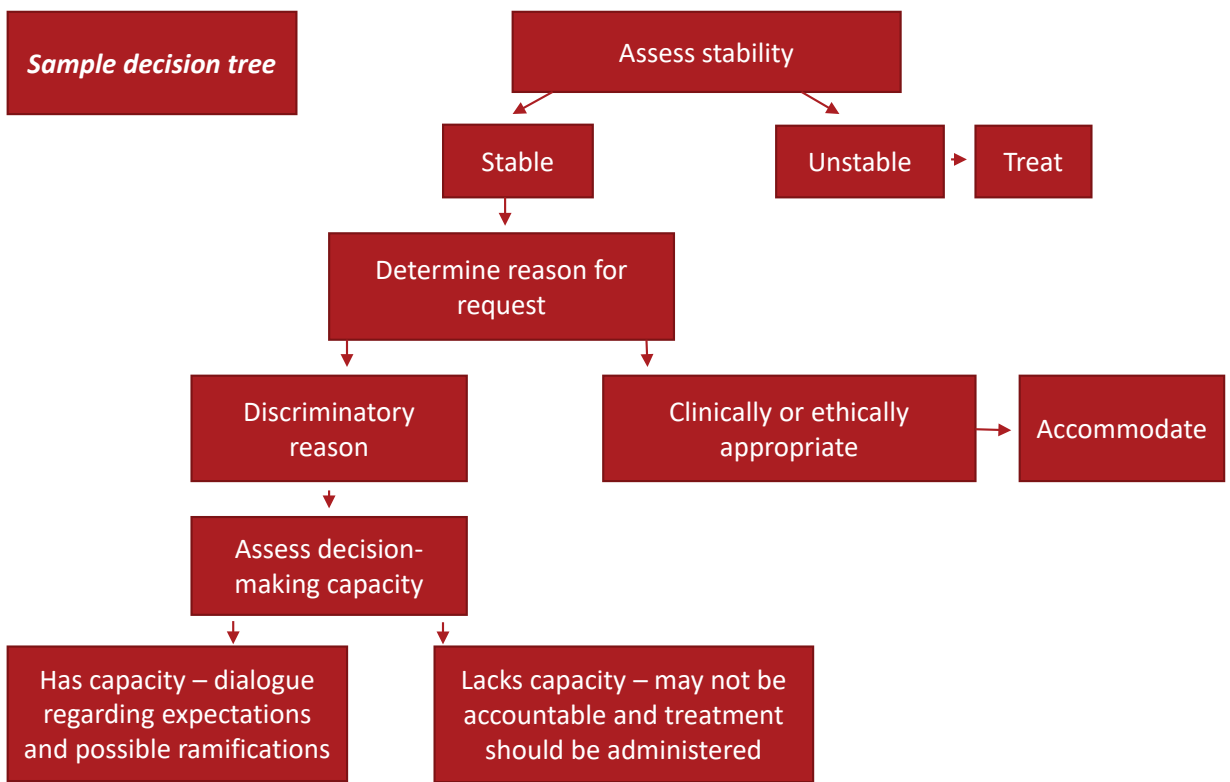 Sample decision tree
Assess stability
Stable
Unstable
Treat
Determine reason for
request
Discriminatory
reason
Clinically or ethically
appropriate
Accommodate
Assess decision-
making capacity
Has capacity – dialogue
regarding expectations
and possible ramifications
Lacks capacity – may not be
accountable and treatment
should be administered